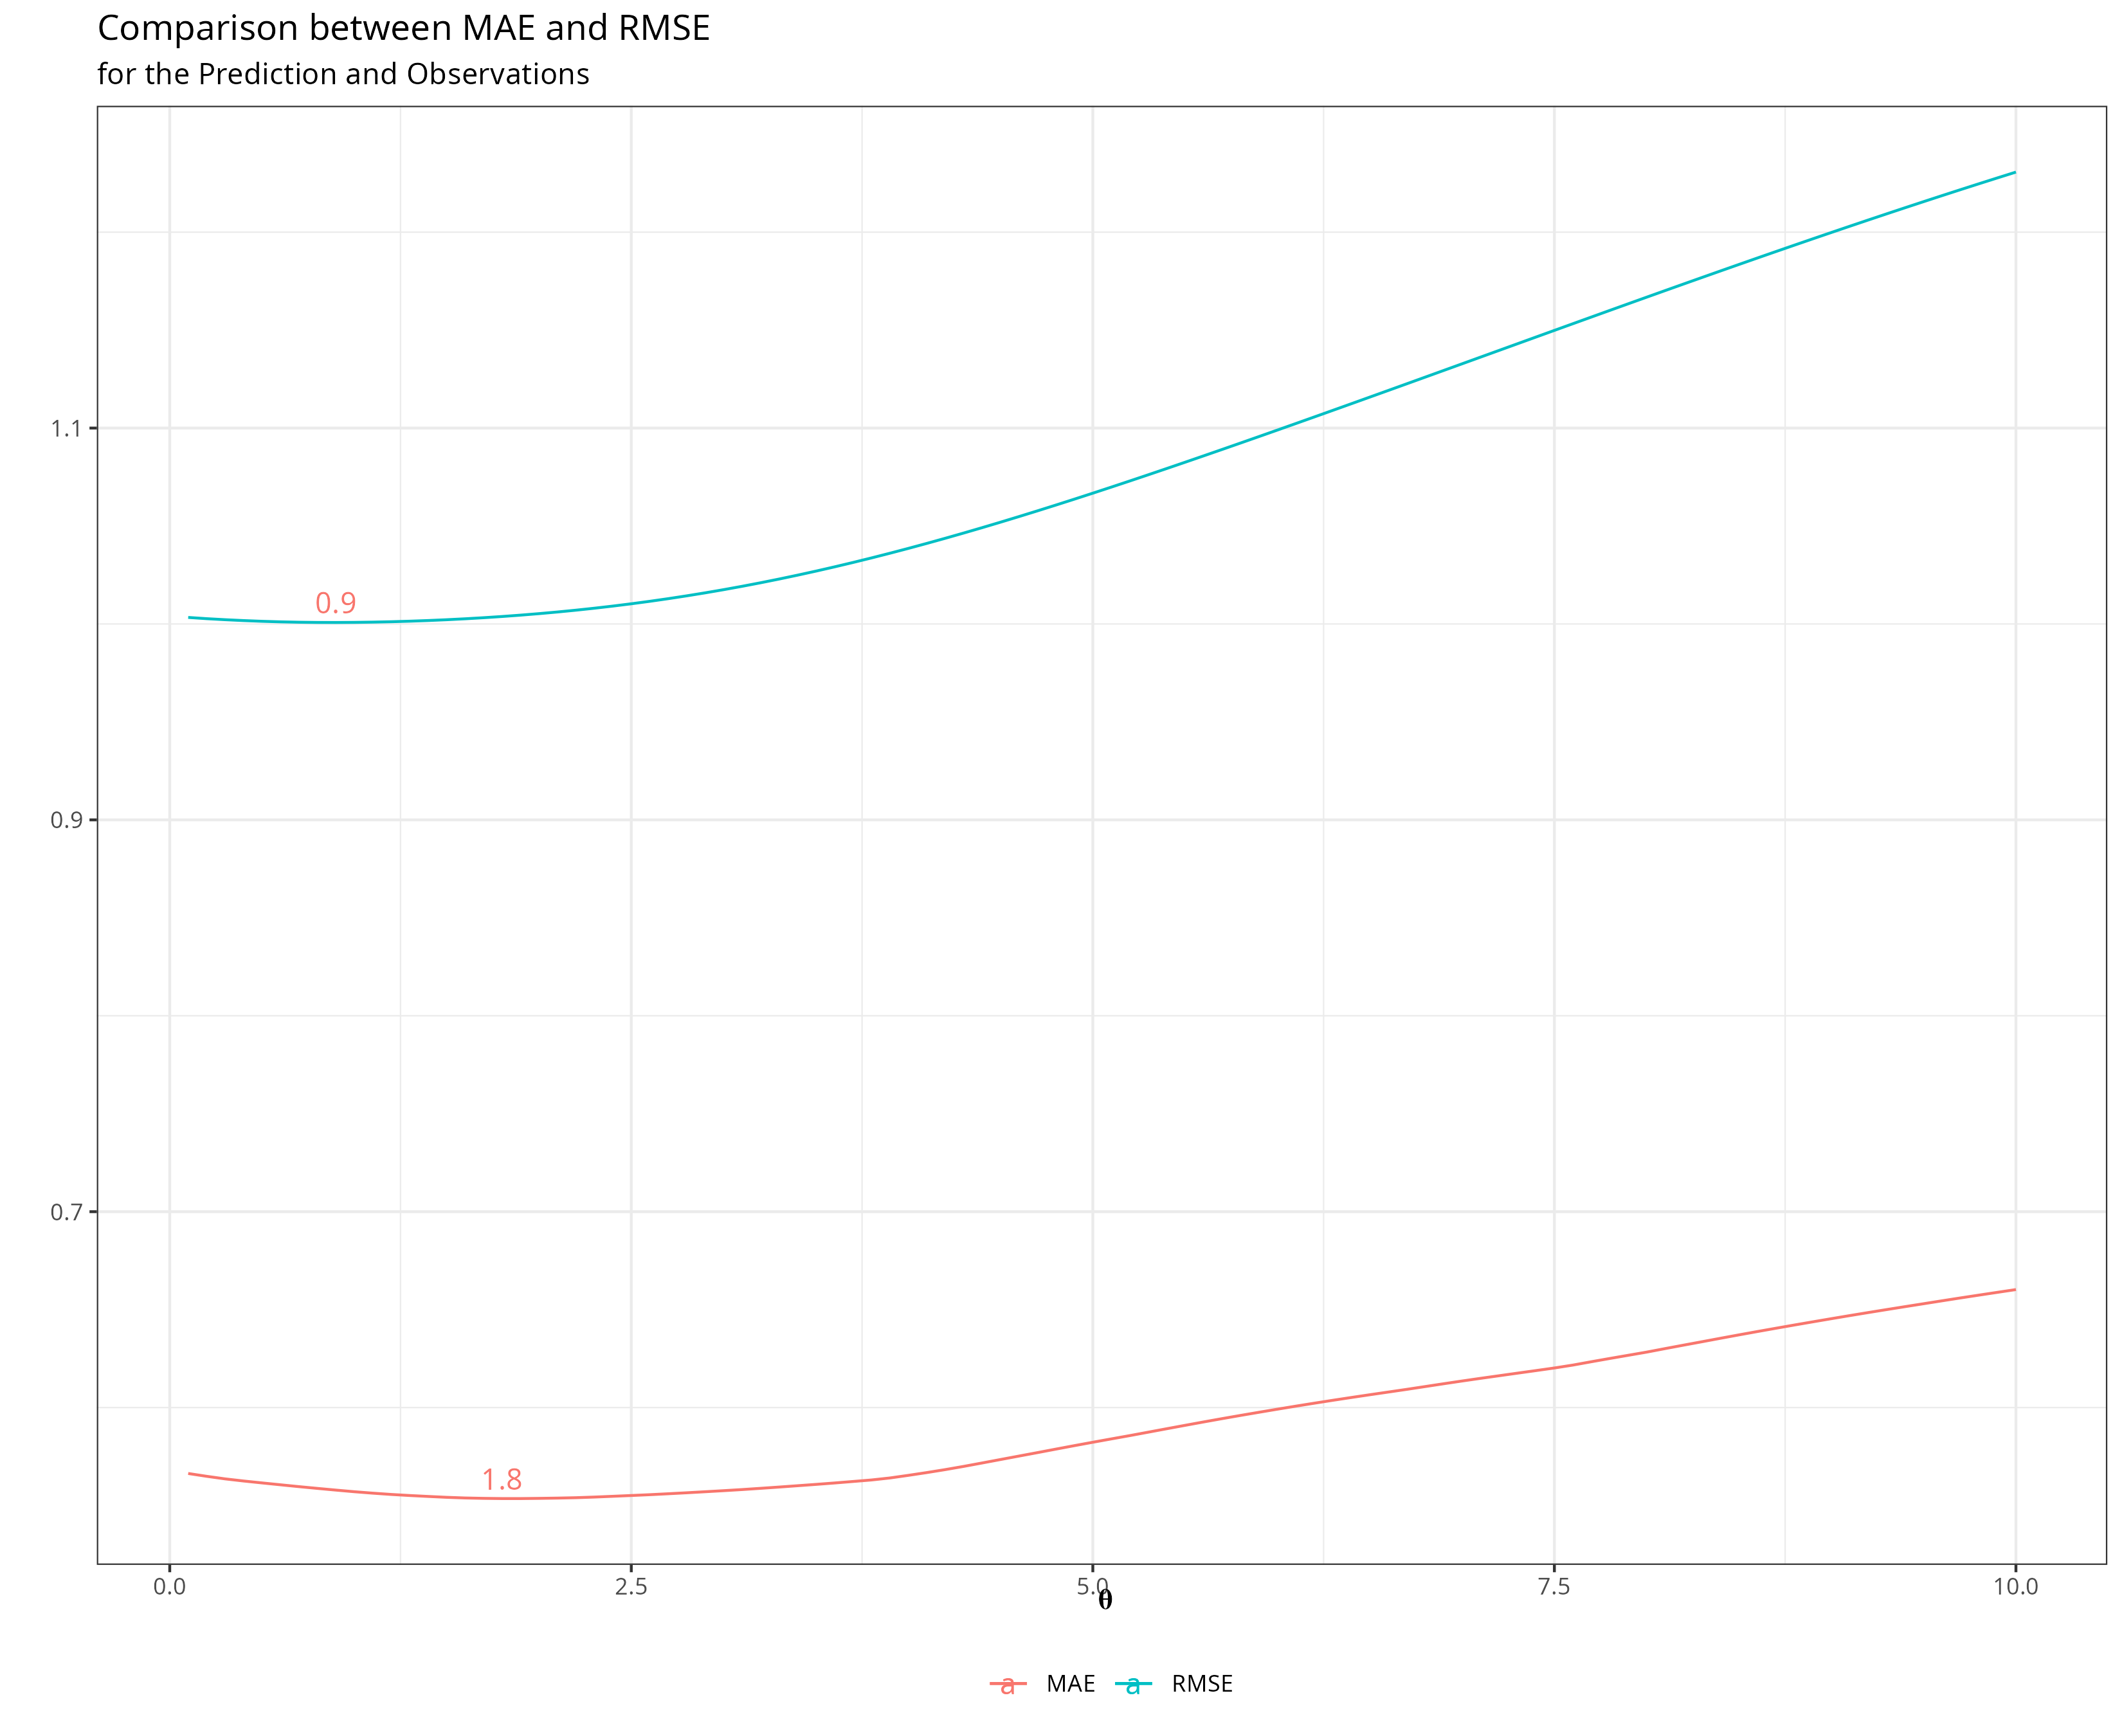 Comparison between MAE and RMSE
for the Prediction and Observations
1.1
0.9
0.9
0.7
1.8
0.0 2.5 5.0 7.5 10.0
θ
a MAE a RMSE